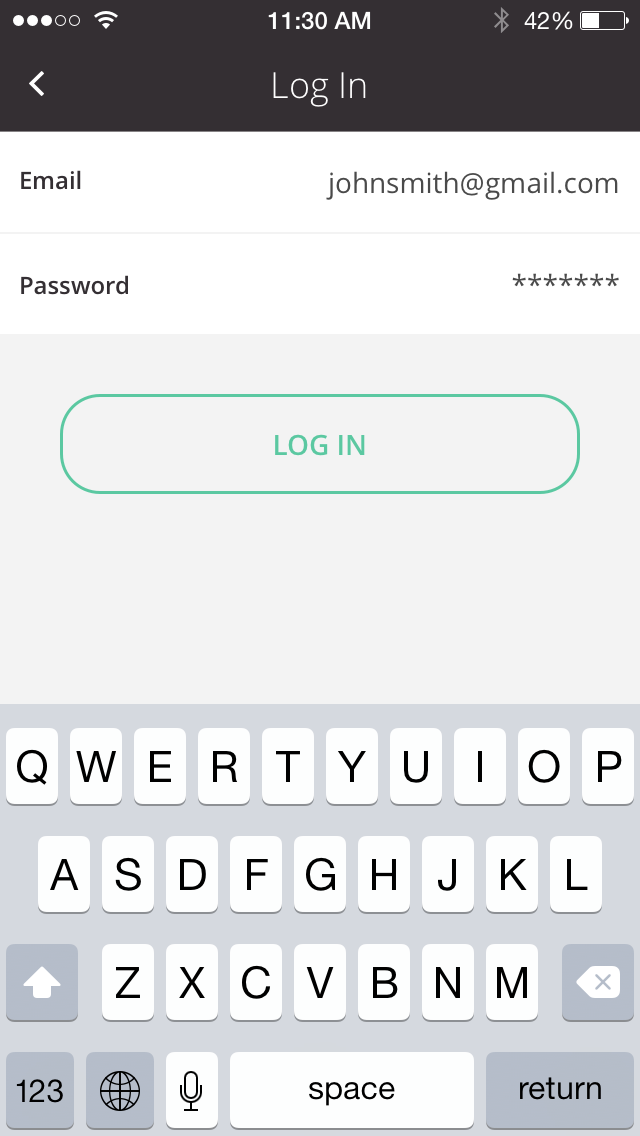 11:30 AM 42%
Log In
Email johnsmith@gmail.com
Password *******
LOG IN
Q W E R T Y U I O P
A S D F G H J K L
Z X C V B N M
123 space return